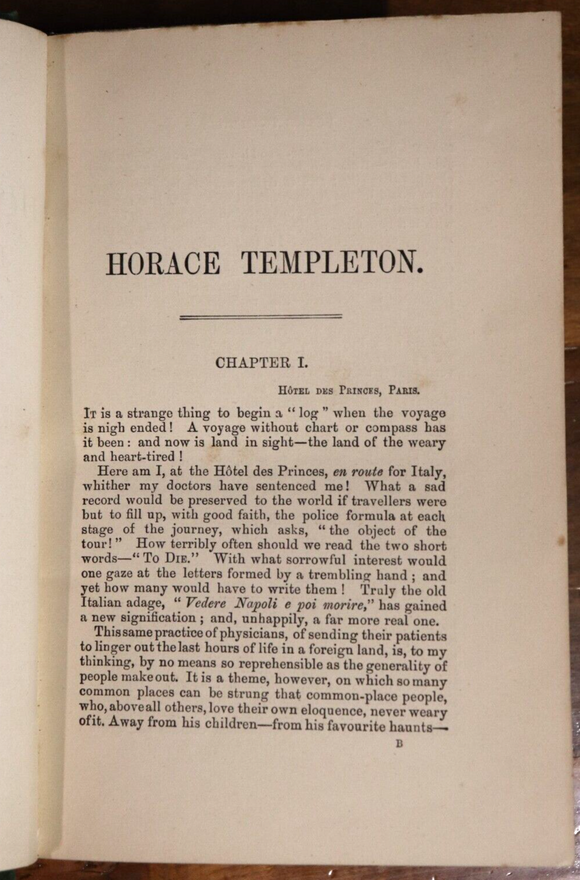 HORACE TEMPLETON.
CHAPTER I.
HÔTEL DES PRINCES, PARIS.
IT is a strange thing to begin a “ log ” when the voyage
is nigh ended ! A voyage without chart or compass has
it been : and now is land in sight—the land of the weary
and heart-tired !
Here am I, at the Hôtel des Princes, en route for Italy,
whither my doctors have sentenced me ! What a sad
record would be preserved to the world if travellers were
but to fill up, with good faith, the police formula at each
stage of the journey, which asks, “ the object of the
tour! ” How terribly often should we read the two short
words—“ To DIE.” With what sorrowful interest would
one gaze at the letters formed by a trembling hand ; and
yet how many would have to write them ! Truly the old
Italian adage, “ Vedere Napoli e poi morire,” has gained
a new signification ; and, unhappily, a far more real one.
This same practice of physicians, of sending their patients
to linger out the last hours of life in a foreign land, is, to my
thinking, by no means so reprehensible as the generality of
people make out. It is a theme, however, on which so many
common places can be strung that common-place people,
who, above all others, love their own eloquence, never weary
of it. Away from his children—from his favourite haunts—
B